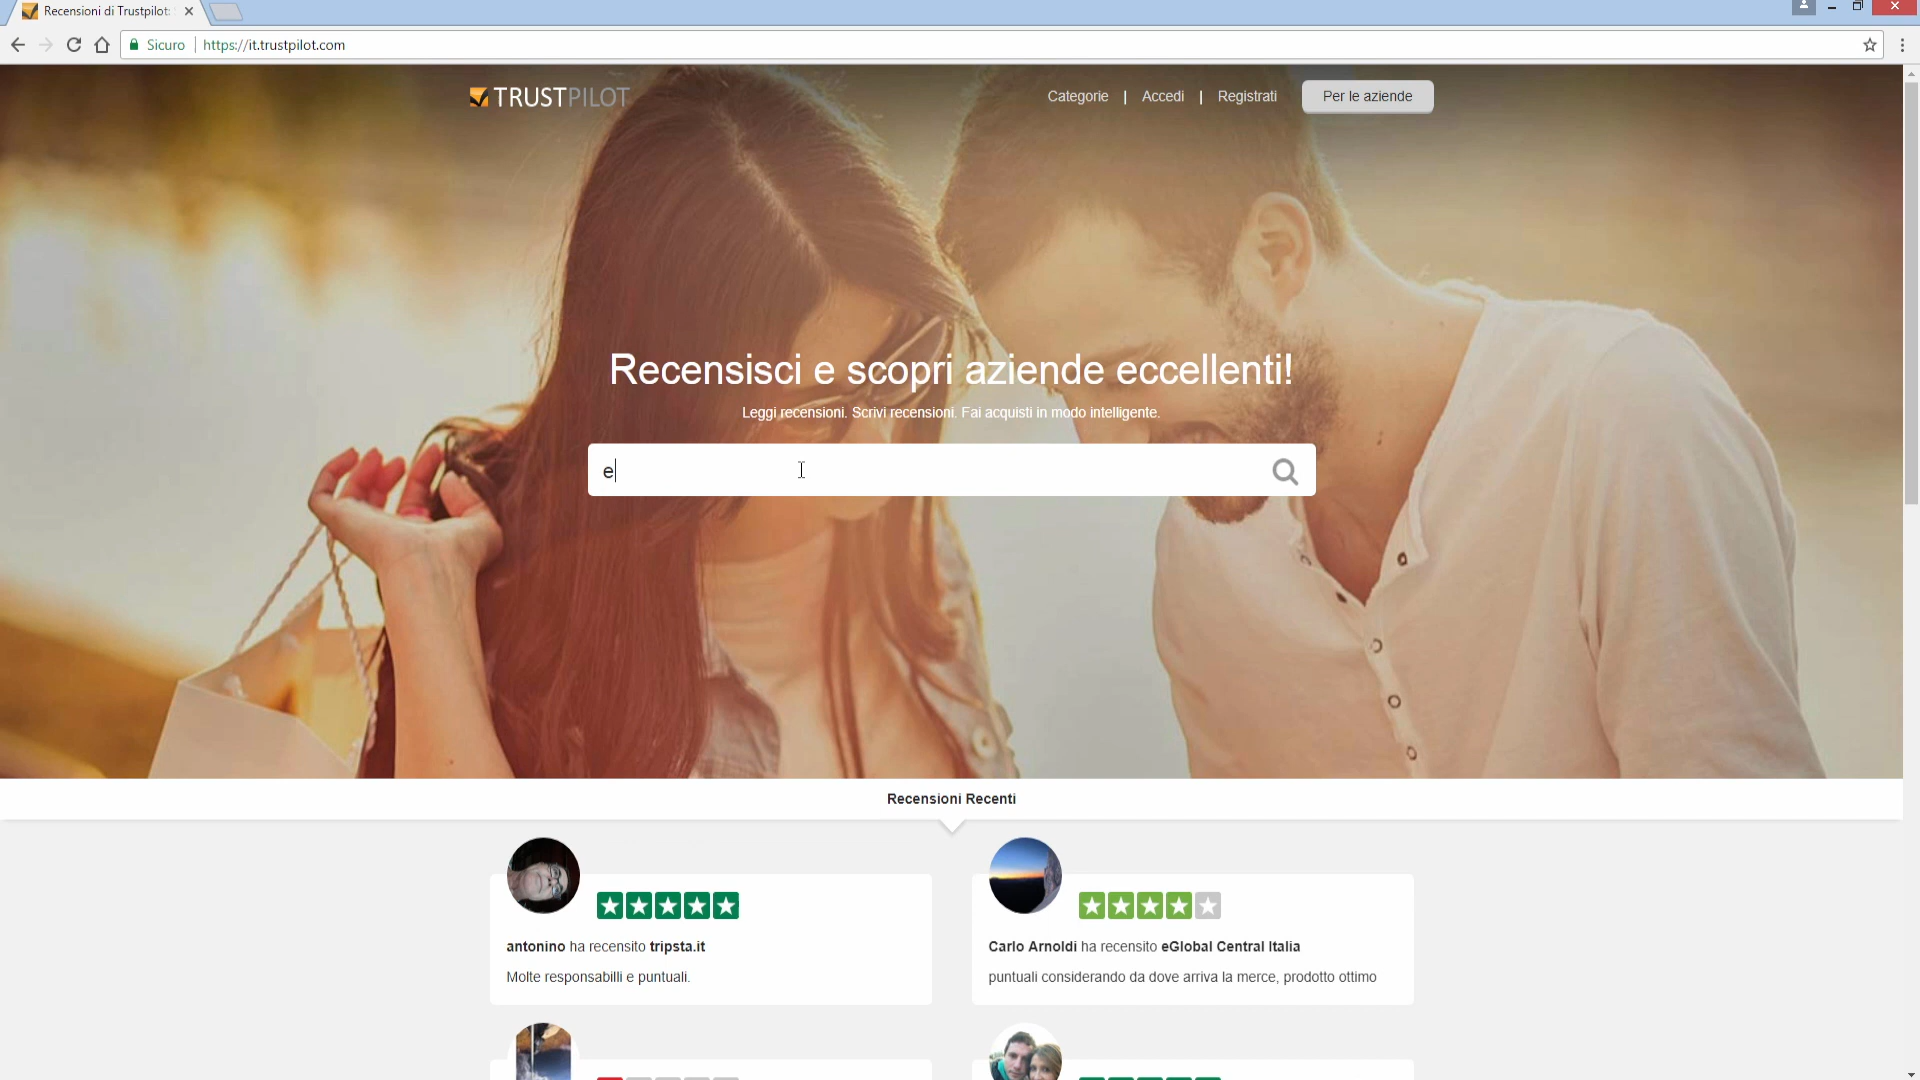 Recensioni di Trustpilot:
Sicuro
https://it.trustpilot.com
TRUSTPILOT
Categorie | Accedi | Registrati
Per le aziende
Recensisci e scopri aziende eccellenti!
Leggi recensioni. Scrivi recensioni. Fai acquisti in modo intelligente.
e
Recensioni Recenti
antonino ha recensito tripsta.it
Molte responsabilli e puntuali.
Carlo Arnoldi ha recensito eGlobal Central Italia
puntuali considerando da dove arriva la merce, prodotto ottimo